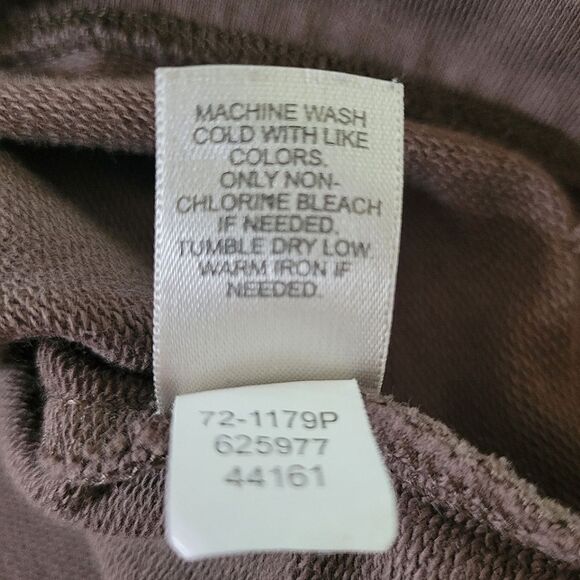 MACHINE WASH
COLD WITH LIKE
COLORS.
ONLY NON-
CHLORINE BLEACH
IF NEEDED.
TUMBLE DRY LOW.
WARM IRON IF
NEEDED.
72-1179P
625977
44161